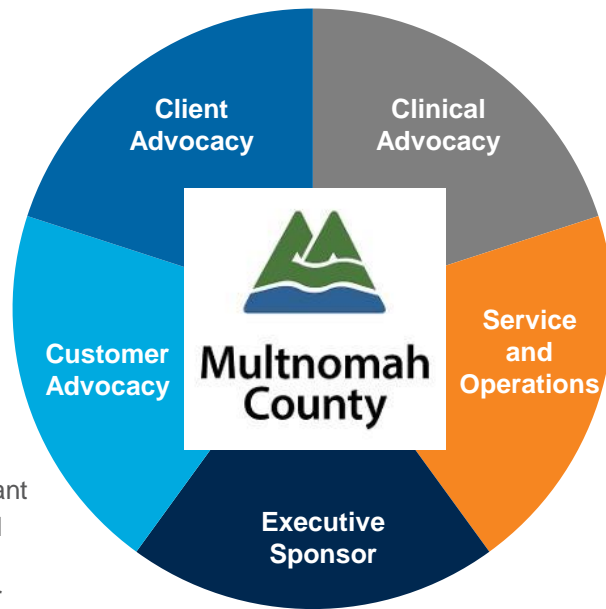 Client
Advocacy
Clinical
Advocacy
Customer
Advocacy
Multnomah
County
Service
and
Operations
Executive
Sponsor